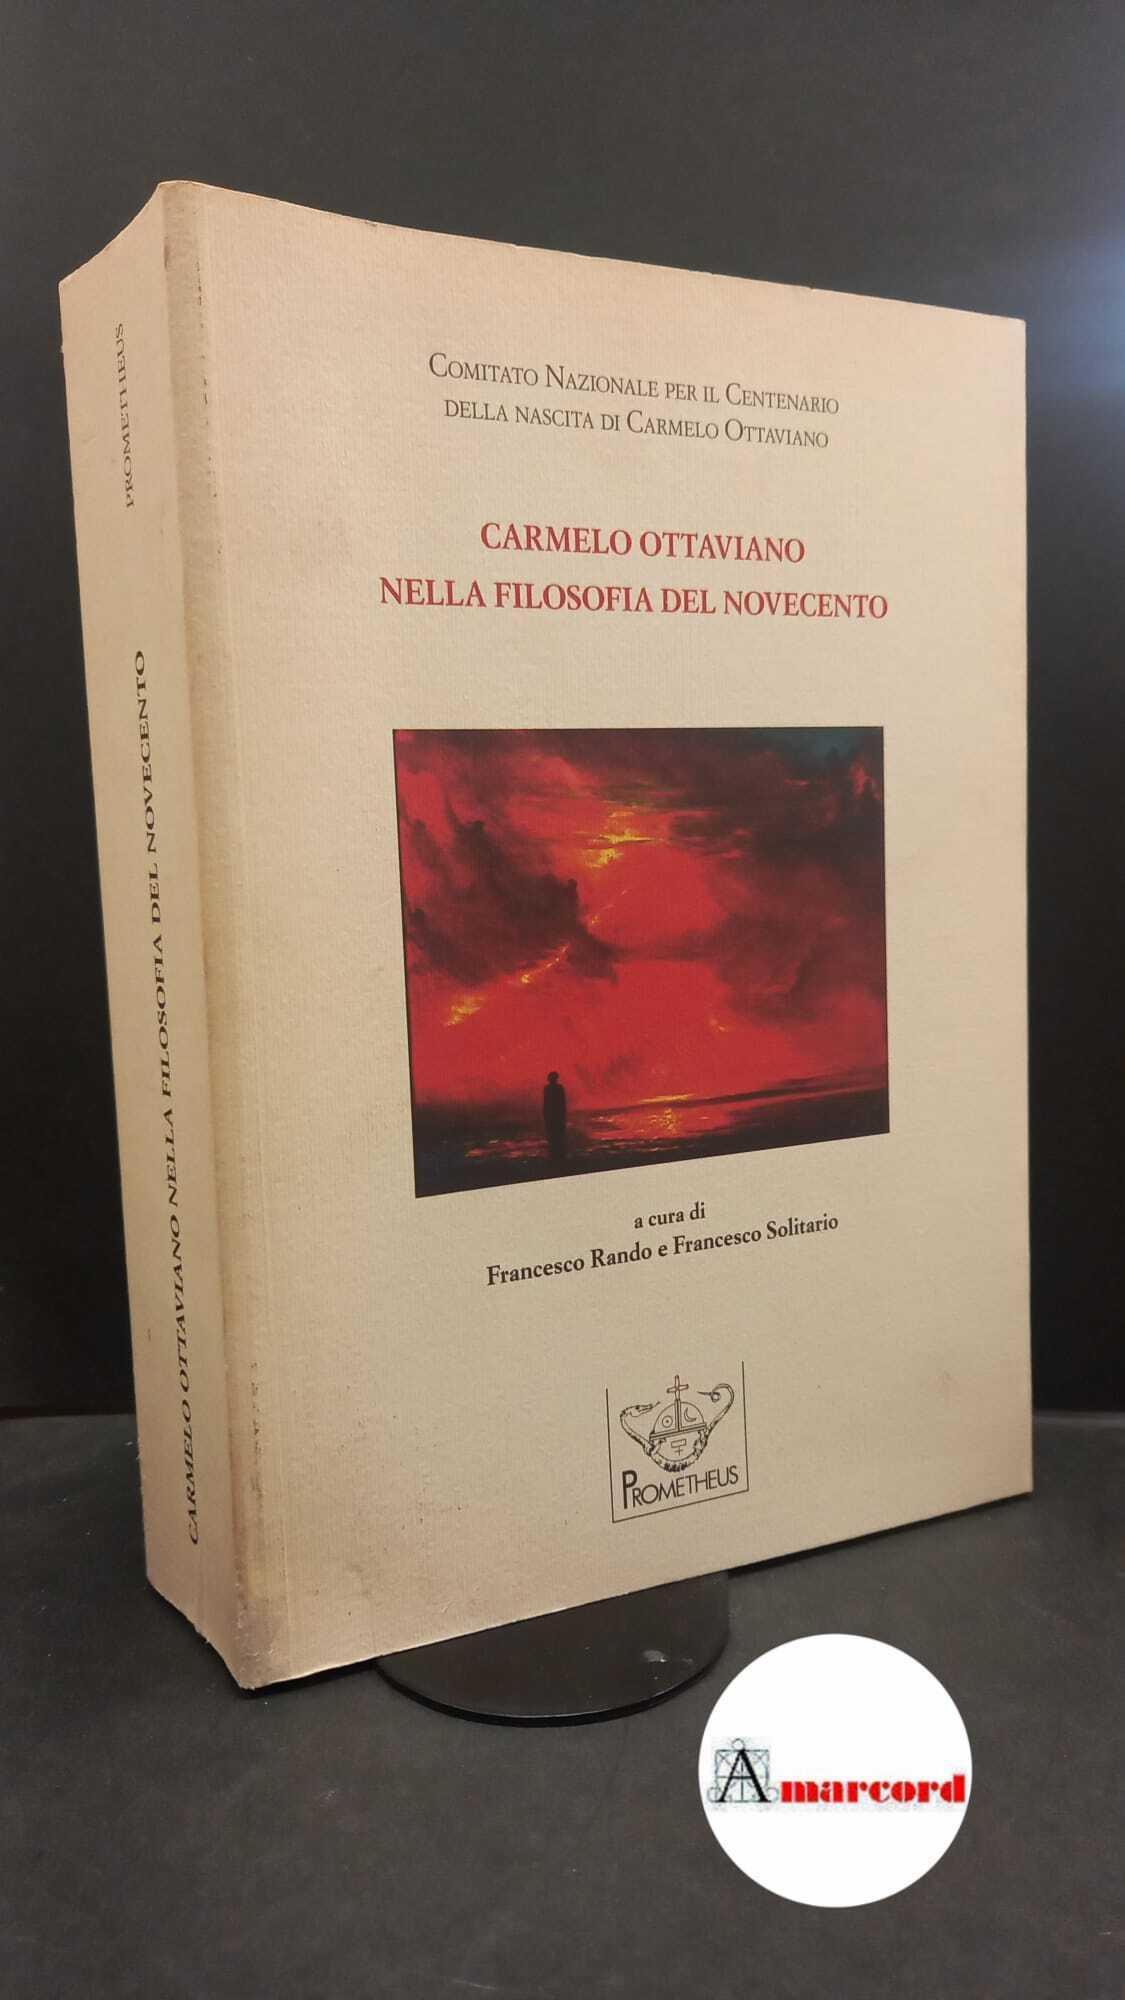 COMITATO NAZIONALE PER IL CENTENARIO
DELLA NASCITA DI CARMELO OTTAVIANO
CARMELO OTTAVIANO
NELLA FILOSOFIA DEL NOVECENTO
a cura di
Francesco Rando e Francesco Solitario
PROMETHEUS
CARMELO OTTAVIANO NELLA FILOSOFIA DEL NOVECENTO
PROMETHEUS
Amarcord